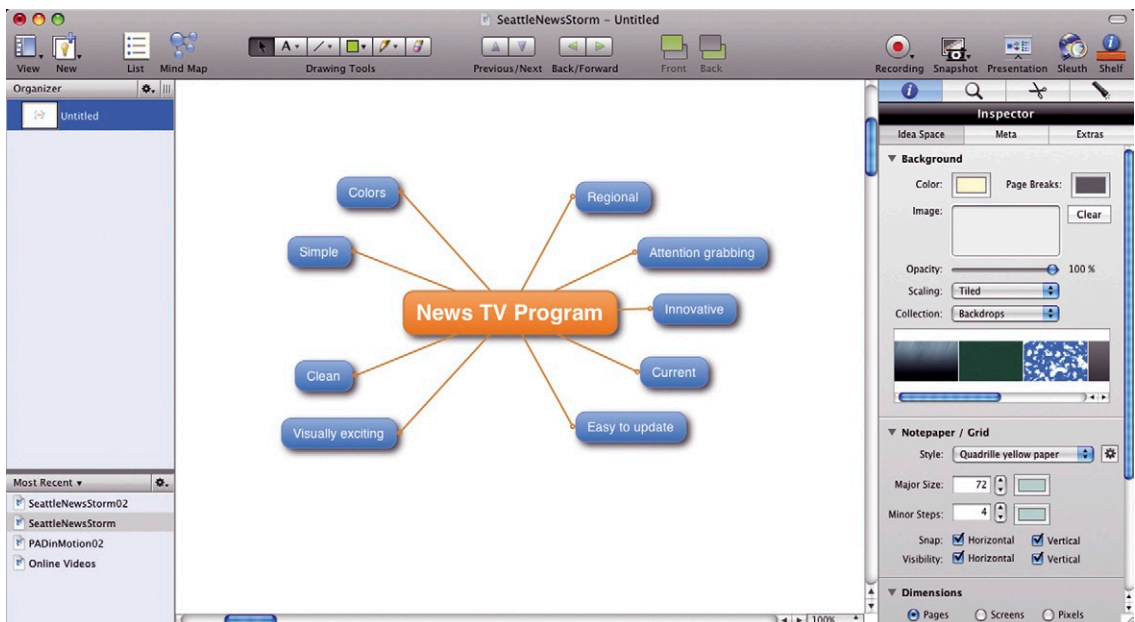 SeattleNewsStorm – Untitled
View New List Mind Map Drawing Tools Previous/Next Back/Forward Front Back Recording Snapshot Presentation Sleuth Shelf
Organizer
Untitled
Most Recent
SeattleNewsStorm02
SeattleNewsStorm
PADinMotion02
Online Videos
Colors
Regional
Simple
Attention grabbing
News TV Program
Innovative
Clean
Current
Visually exciting
Easy to update
100%
Inspector
Idea Space Meta Extras
Background
Color: Page Breaks:
Image: Clear
Opacity: 100 %
Scaling: Tiled
Collection: Backdrops
Notepaper / Grid
Style: Quadrille yellow paper
Major Size: 72
Minor Steps: 4
Snap: Horizontal Vertical
Visibility: Horizontal Vertical
Dimensions
Pages Screens Pixels